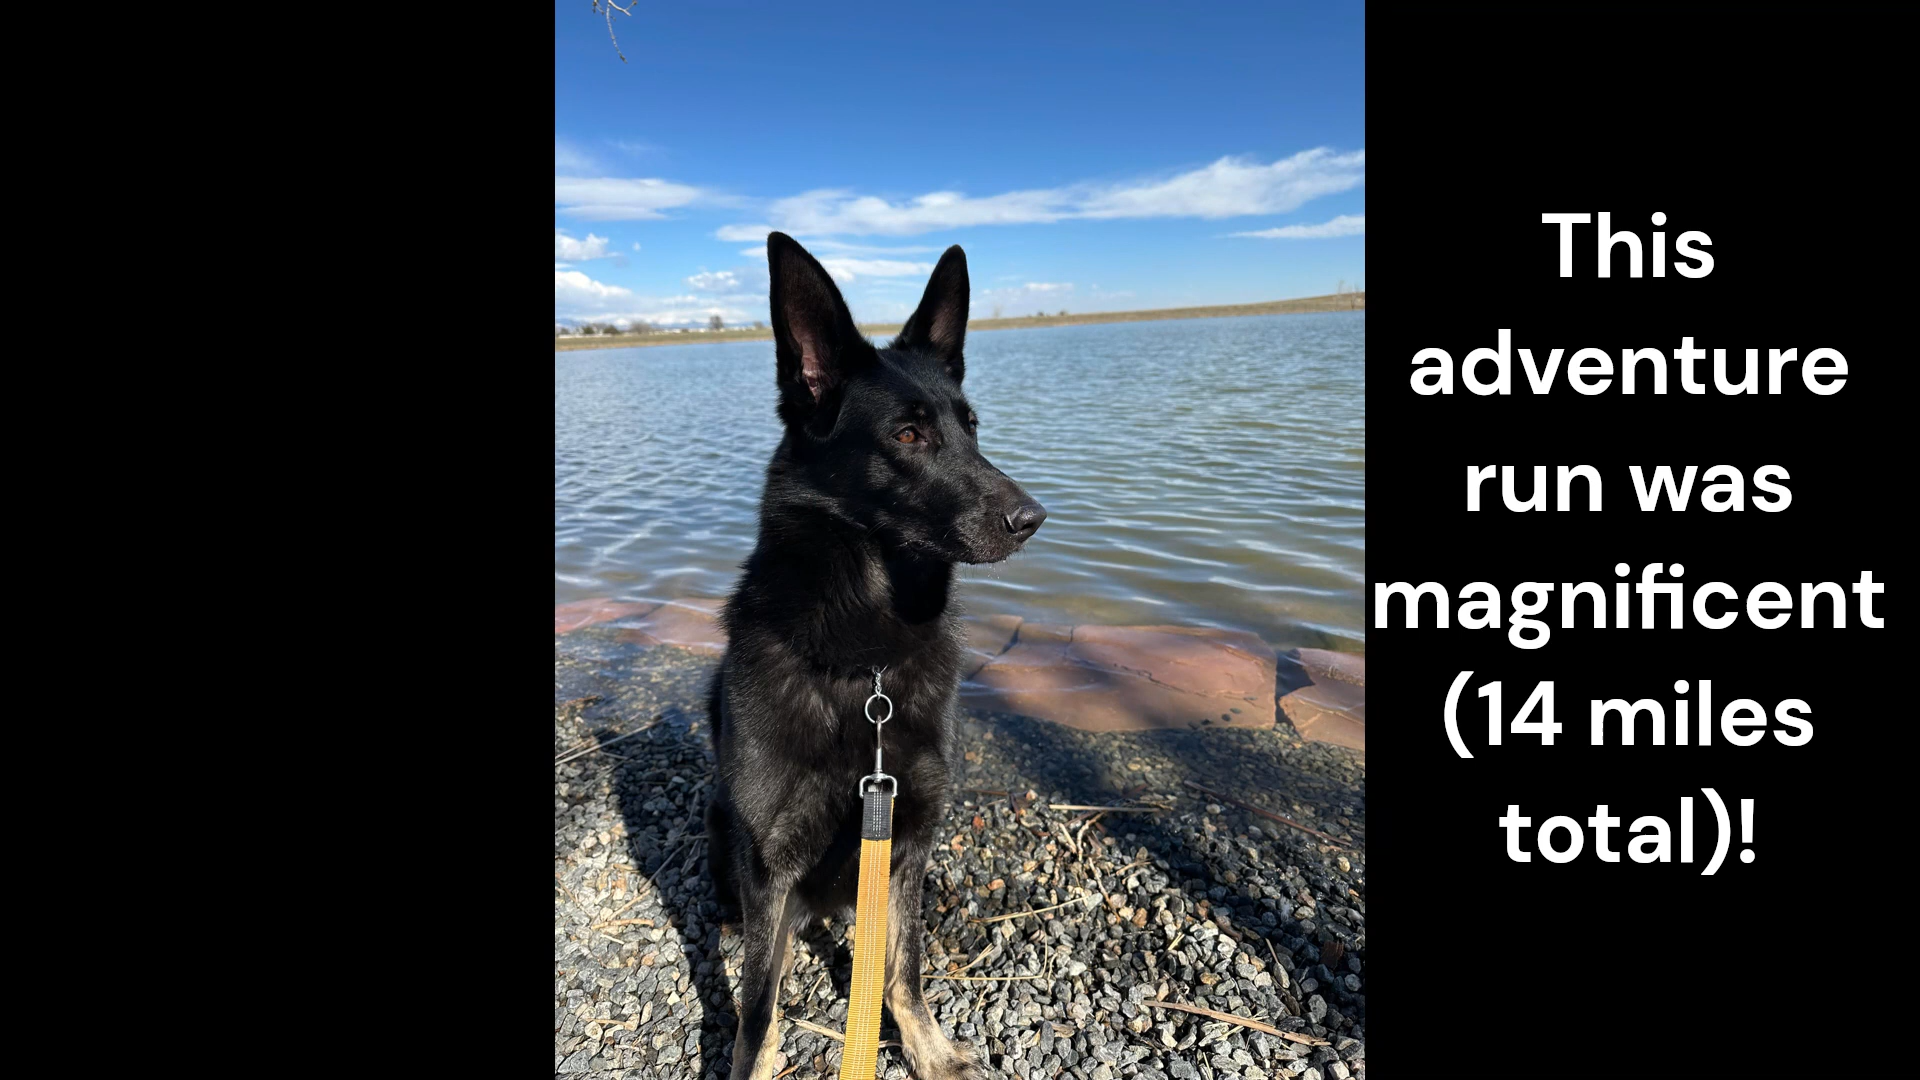 This
adventure
run was
magnificent
(14 miles
total)!